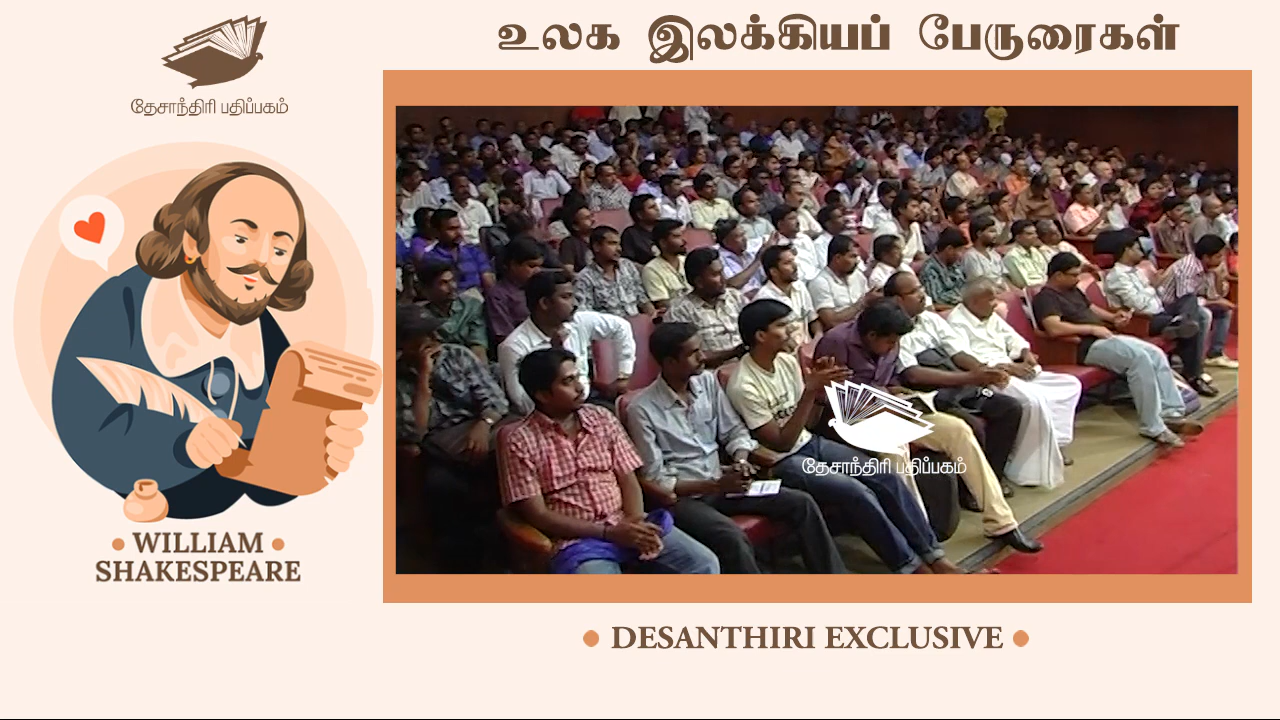 உலக இலக்கியப் பேருரைகள்
தேசாந்திரி பதிப்பகம்
தேசாந்திரி பதிப்பகம்
WILLIAM
SHAKESPEARE
DESANTHIRI EXCLUSIVE